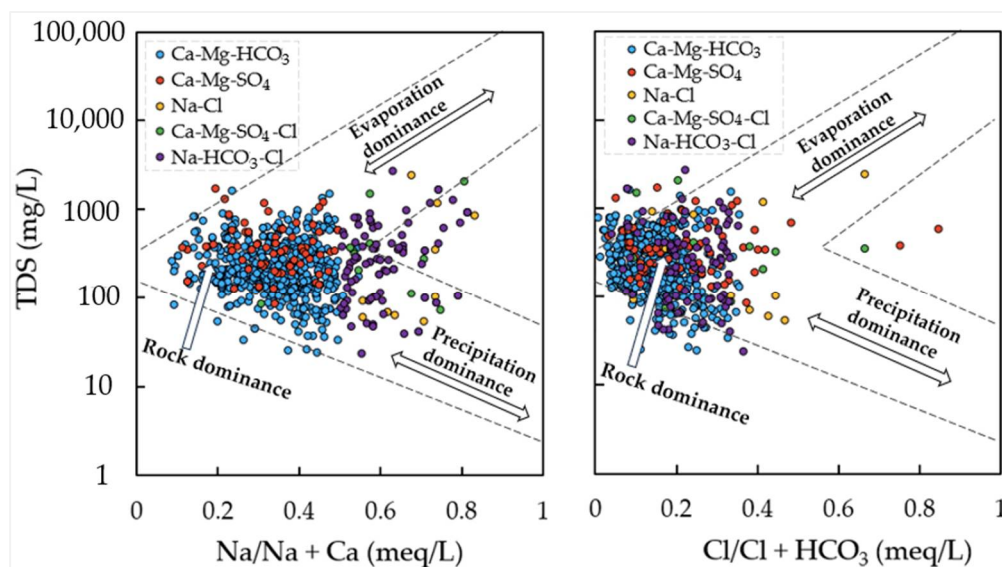 100,000
10,000
1000
100
10
1
TDS (mg/L)
Ca-Mg-HCO₃
Ca-Mg-SO₄
Na-Cl
Ca-Mg-SO₄-Cl
Na-HCO₃-Cl
Evaporation
dominance
Precipitation
dominance
Rock dominance
0 0.2 0.4 0.6 0.8 1
Na/Na + Ca (meq/L)
Ca-Mg-HCO₃
Ca-Mg-SO₄
Na-Cl
Ca-Mg-SO₄-Cl
Na-HCO₃-Cl
Evaporation
dominance
Precipitation
dominance
Rock dominance
0 0.2 0.4 0.6 0.8 1
Cl/Cl + HCO₃ (meq/L)